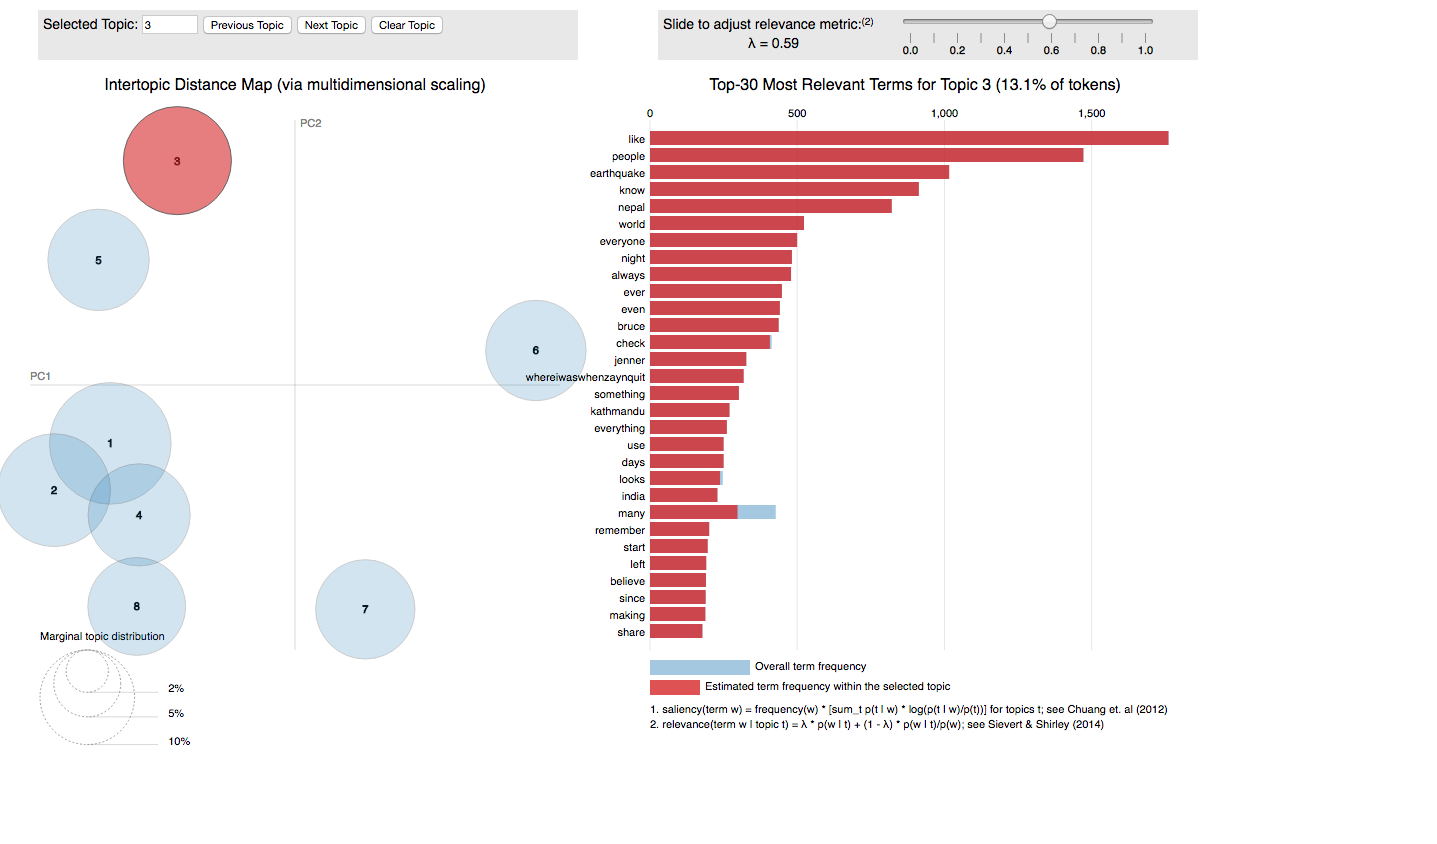 Selected Topic: 3 Previous Topic Next Topic Clear Topic
Slide to adjust relevance metric:(2)
λ = 0.59
0.0 0.2 0.4 0.6 0.8 1.0
Intertopic Distance Map (via multidimensional scaling)
PC2
PC1
3
5
6
1
2
4
8
7
Marginal topic distribution
2%
5%
10%
Top-30 Most Relevant Terms for Topic 3 (13.1% of tokens)
0 500 1,000 1,500
like
people
earthquake
know
nepal
world
everyone
night
always
ever
even
bruce
check
jenner
whereiwaswhenzaynquit
something
kathmandu
everything
use
days
looks
india
many
remember
start
left
believe
since
making
share
Overall term frequency
Estimated term frequency within the selected topic
1. saliency(term w) = frequency(w) * [sum_t p(t | w) * log(p(t | w)/p(t))] for topics t; see Chuang et. al (2012)
2. relevance(term w | topic t) = λ * p(w | t) + (1 - λ) * p(w | t)/p(w); see Sievert & Shirley (2014)